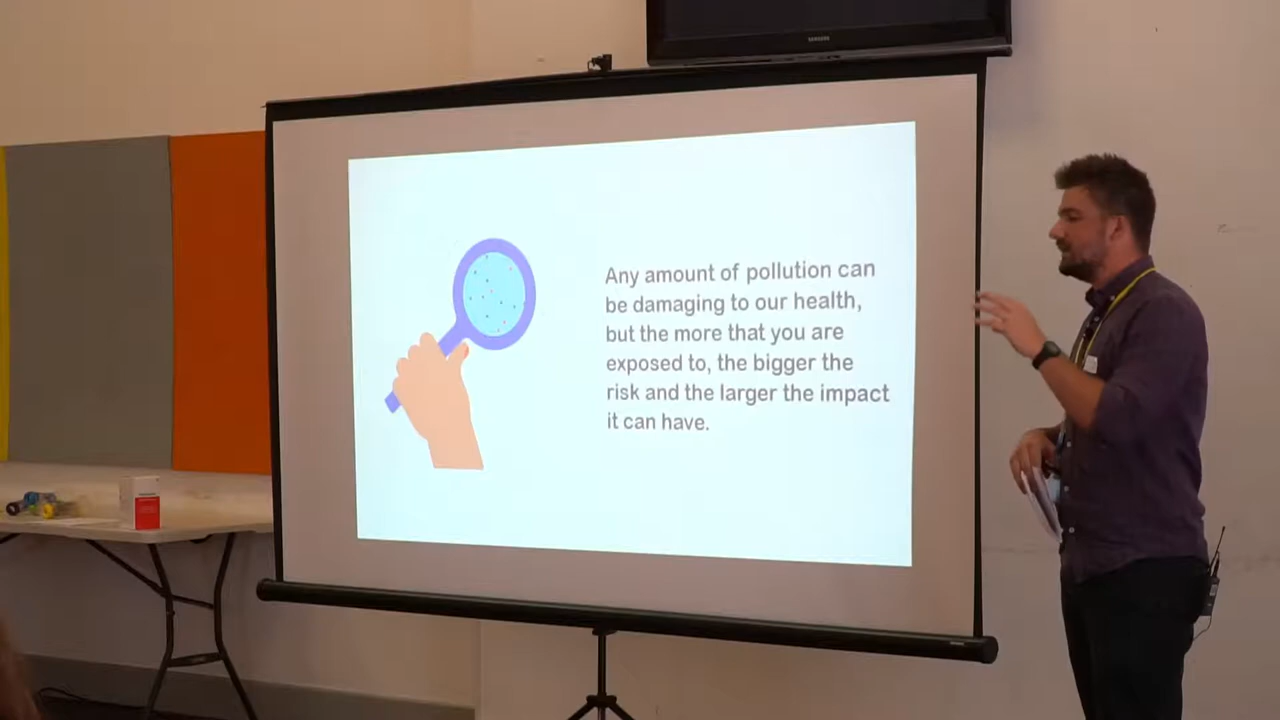 SAMSUNG
Any amount of pollution can
be damaging to our health,
but the more that you are
exposed to, the bigger the
risk and the larger the impact
it can have.